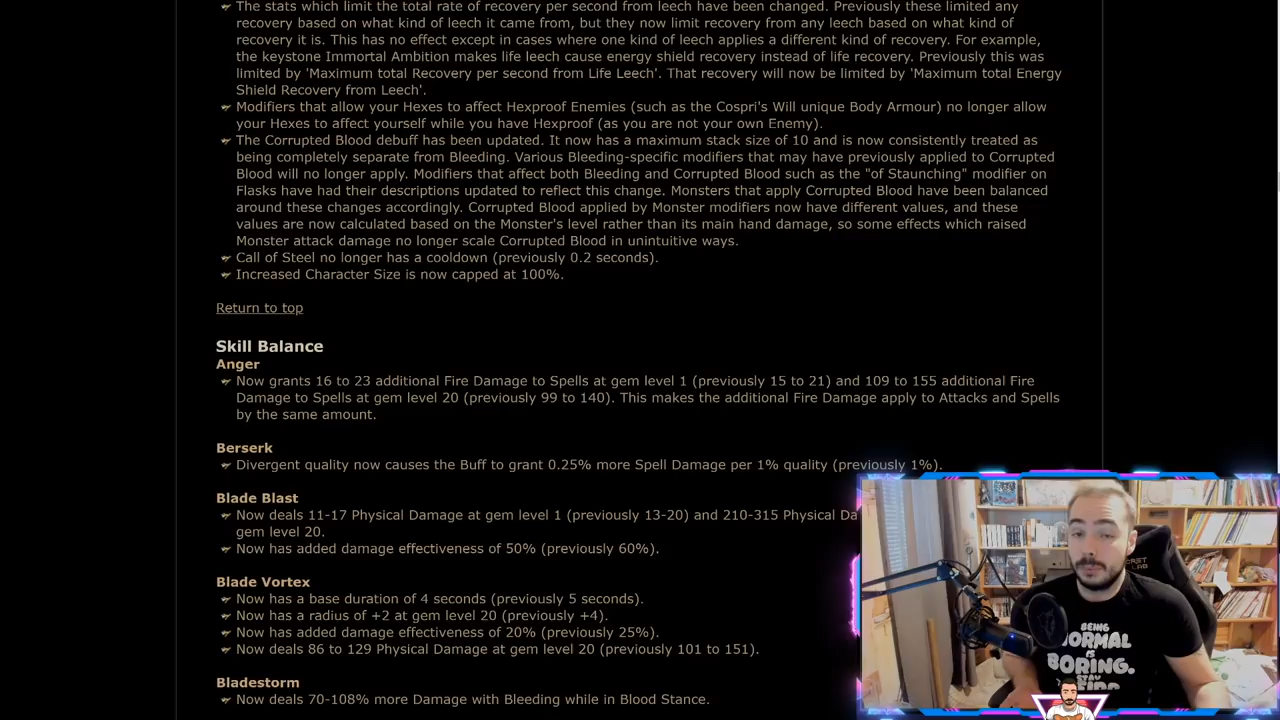 The stats which limit the total rate of recovery per second from leech have been changed. Previously these limited any
recovery based on what kind of leech it came from, but they now limit recovery from any leech based on what kind of
recovery it is. This has no effect except in cases where one kind of leech applies a different kind of recovery. For example,
the keystone Immortal Ambition makes life leech cause energy shield recovery instead of life recovery. Previously this was
limited by 'Maximum total Recovery per second from Life Leech'. That recovery will now be limited by 'Maximum total Energy
Shield Recovery from Leech'.
Modifiers that allow your Hexes to affect Hexproof Enemies (such as the Cospri's Will unique Body Armour) no longer allow
your Hexes to affect yourself while you have Hexproof (as you are not your own Enemy).
The Corrupted Blood debuff has been updated. It now has a maximum stack size of 10 and is now consistently treated as
being completely separate from Bleeding. Various Bleeding-specific modifiers that may have previously applied to Corrupted
Blood will no longer apply. Modifiers that affect both Bleeding and Corrupted Blood such as the "of Staunching" modifier on
Flasks have had their descriptions updated to reflect this change. Monsters that apply Corrupted Blood have been balanced
around these changes accordingly. Corrupted Blood applied by Monster modifiers now have different values, and these
values are now calculated based on the Monster's level rather than its main hand damage, so some effects which raised
Monster attack damage no longer scale Corrupted Blood in unintuitive ways.
Call of Steel no longer has a cooldown (previously 0.2 seconds).
Increased Character Size is now capped at 100%.
Return to top
Skill Balance
Anger
Now grants 16 to 23 additional Fire Damage to Spells at gem level 1 (previously 15 to 21) and 109 to 155 additional Fire
Damage to Spells at gem level 20 (previously 99 to 140). This makes the additional Fire Damage apply to Attacks and Spells
by the same amount.
Berserk
Divergent quality now causes the Buff to grant 0.25% more Spell Damage per 1% quality (previously 1%).
Blade Blast
Now deals 11-17 Physical Damage at gem level 1 (previously 13-20) and 210-315 Physical Da
gem level 20.
Now has added damage effectiveness of 50% (previously 60%).
Blade Vortex
Now has a base duration of 4 seconds (previously 5 seconds).
Now has a radius of +2 at gem level 20 (previously +4).
Now has added damage effectiveness of 20% (previously 25%).
Now deals 86 to 129 Physical Damage at gem level 20 (previously 101 to 151).
Bladestorm
Now deals 70-108% more Damage with Bleeding while in Blood Stance.
BEING
NORMAL
IS
BORING.
STAY